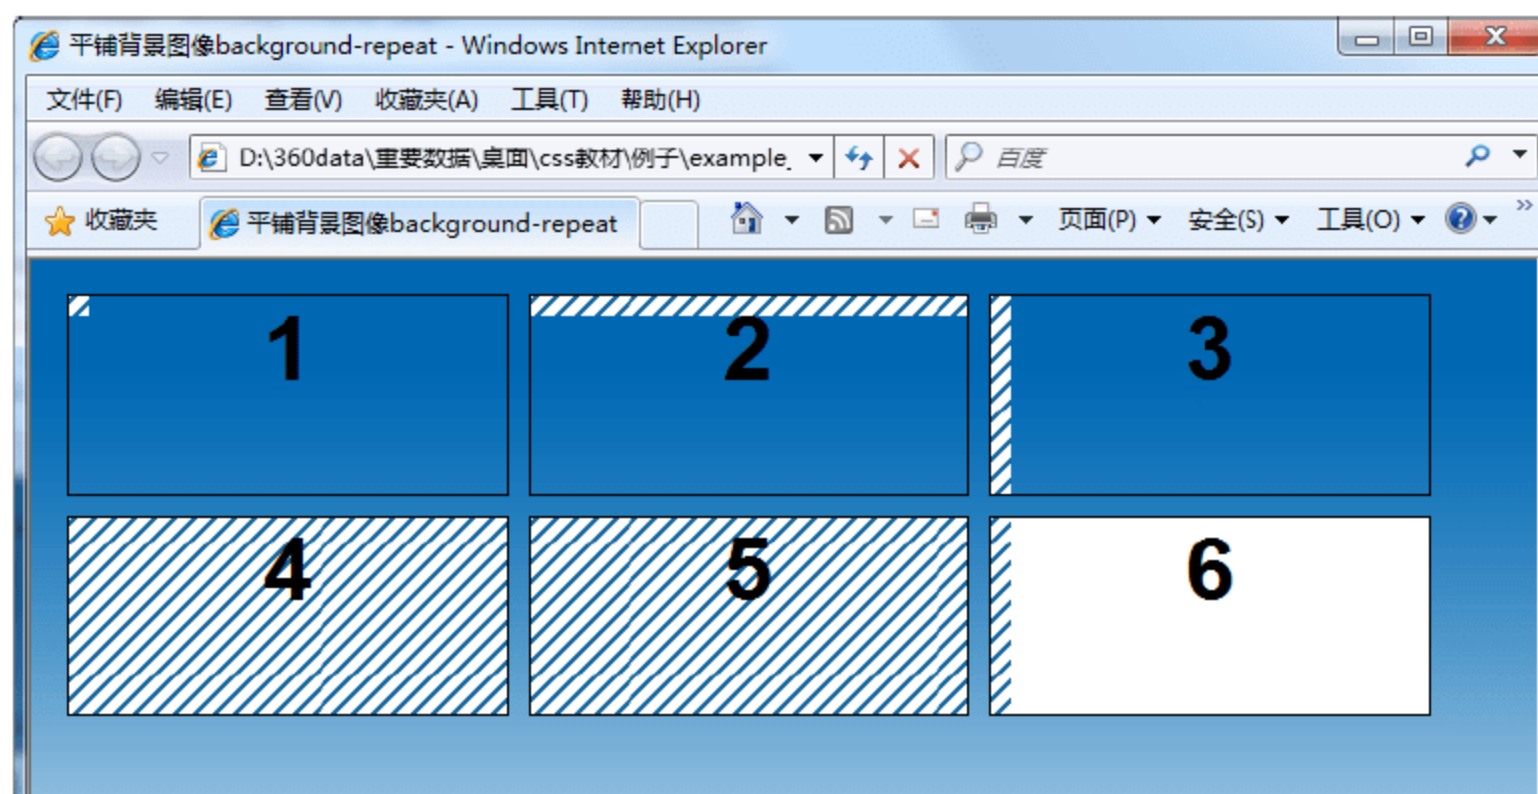 平铺背景图像background-repeat - Windows Internet Explorer
文件(F) 编辑(E) 查看(V) 收藏夹(A) 工具(T) 帮助(H)
D:\360data\重要数据\桌面\css教材\例子\example_ 百度
收藏夹 平铺背景图像background-repeat 页面(P) 安全(S) 工具(O) »
1 2 3
4 5 6